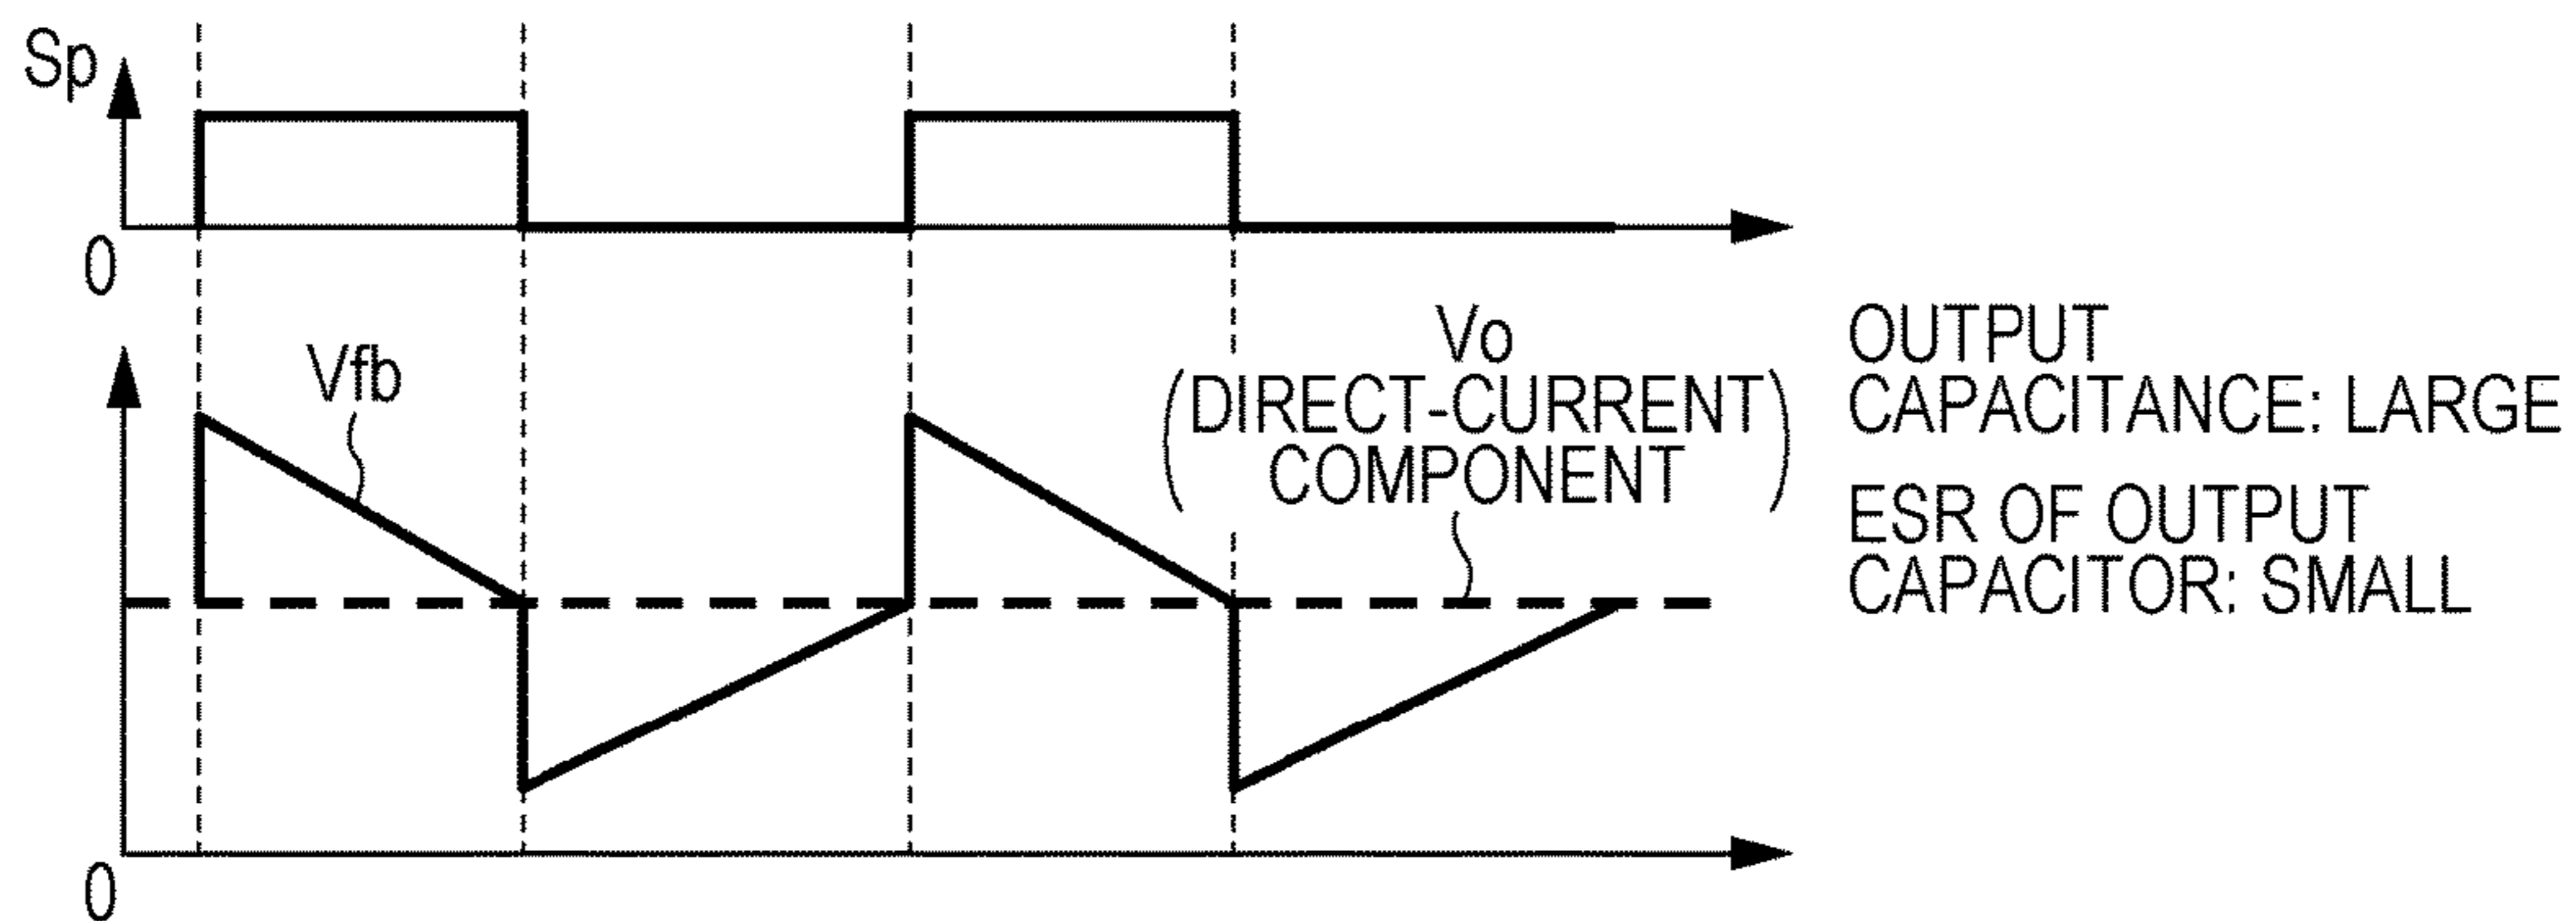 Sp
0
Vfb
Vo
(DIRECT-CURRENT
COMPONENT)
OUTPUT
CAPACITANCE: LARGE
ESR OF OUTPUT
CAPACITOR: SMALL
0